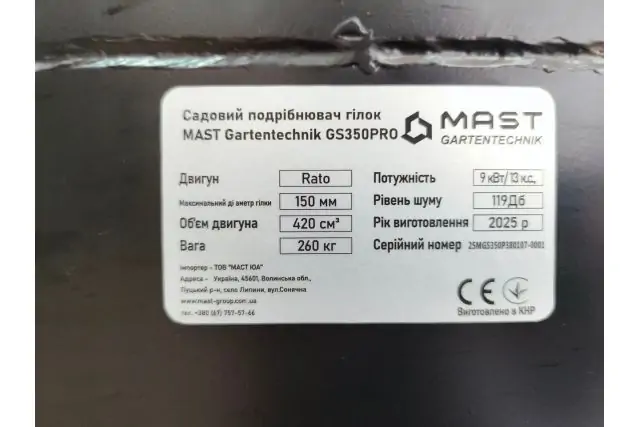 Садовий подрібнювач гілок
MAST Gartentechnik GS350PRO
MAST
GARTENTECHNIK
Двигун Rato
Максимальний діаметр гілки 150 мм
Об'єм двигуна 420 см³
Вага 260 кг
Потужність 9 кВт/13 к.с.
Рівень шуму 119Дб
Рік виготовлення 2025 р
Серійний номер 25MGS350P380107-0001
Імпортер - ТОВ "МАСТ ЮА"
Адреса - Україна, 45601, Волинська обл.,
Луцький р-н, село Липини, вул.Сонячна
www.mast-group.com.ua
тел. +380 (67) 757-57-66
CE
Виготовлено в КНР